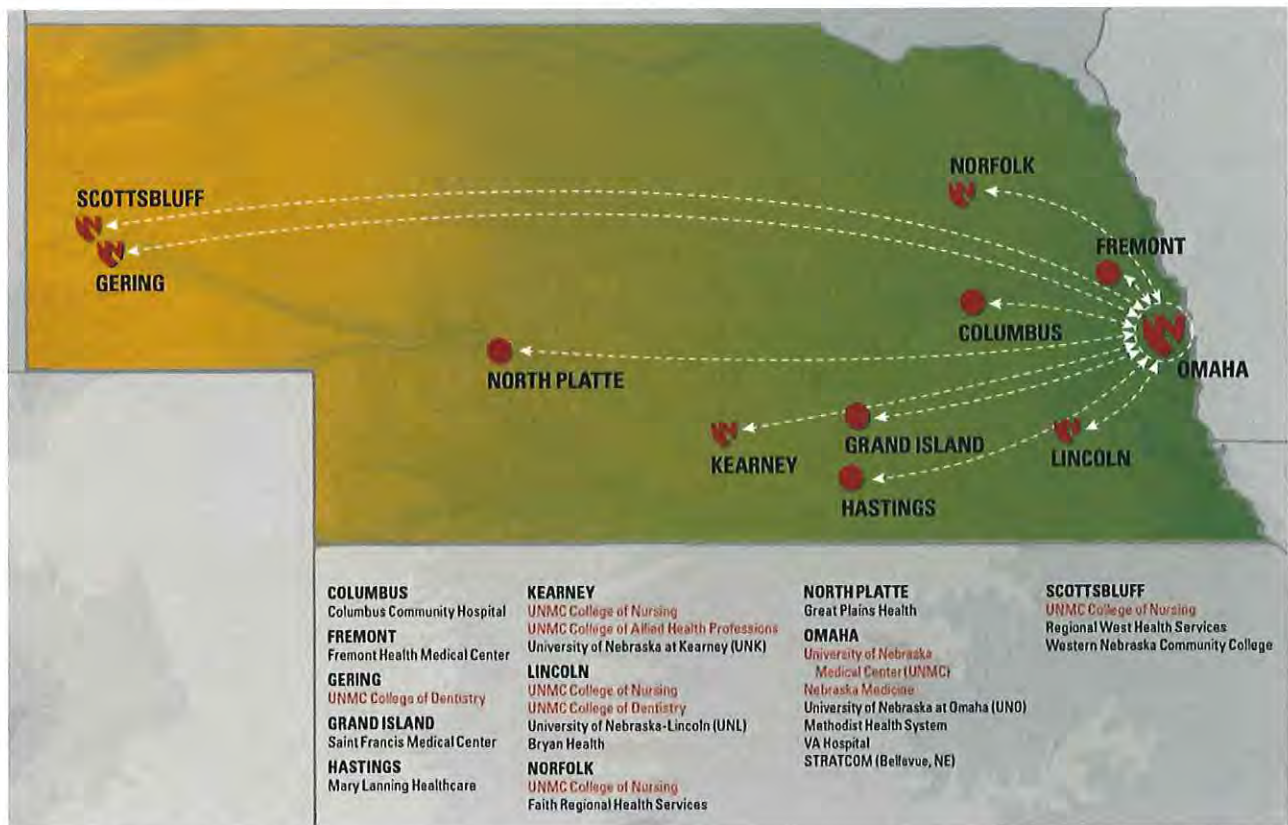 NORFOLK
SCOTTSBLUFF
FREMONT
GERING
COLUMBUS
OMAHA
NORTH PLATTE
GRAND ISLAND
LINCOLN
KEARNEY
HASTINGS
COLUMBUS
Columbus Community Hospital
FREMONT
Fremont Health Medical Center
GERING
UNMC College of Dentistry
GRAND ISLAND
Saint Francis Medical Center
HASTINGS
Mary Lanning Healthcare
KEARNEY
UNMC College of Nursing
UNMC College of Allied Health Professions
University of Nebraska at Kearney (UNK)
LINCOLN
UNMC College of Nursing
UNMC College of Dentistry
University of Nebraska-Lincoln (UNL)
Bryan Health
NORFOLK
UNMC College of Nursing
Faith Regional Health Services
NORTH PLATTE
Great Plains Health
OMAHA
University of Nebraska
Medical Center (UNMC)
Nebraska Medicine
University of Nebraska at Omaha (UNO)
Methodist Health System
VA Hospital
STRATCOM (Bellevue, NE)
SCOTTSBLUFF
UNMC College of Nursing
Regional West Health Services
Western Nebraska Community College